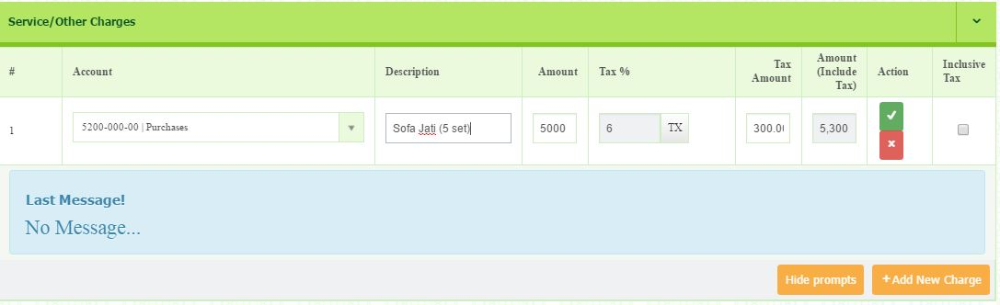 Service/Other Charges
# Account Description Amount Tax % Tax Amount Amount (Include Tax) Action Inclusive Tax
1 5200-000-00 | Purchases Sofa Jati (5 set) 5000 6 TX 300.0 5,300
Last Message!
No Message...
Hide prompts +Add New Charge